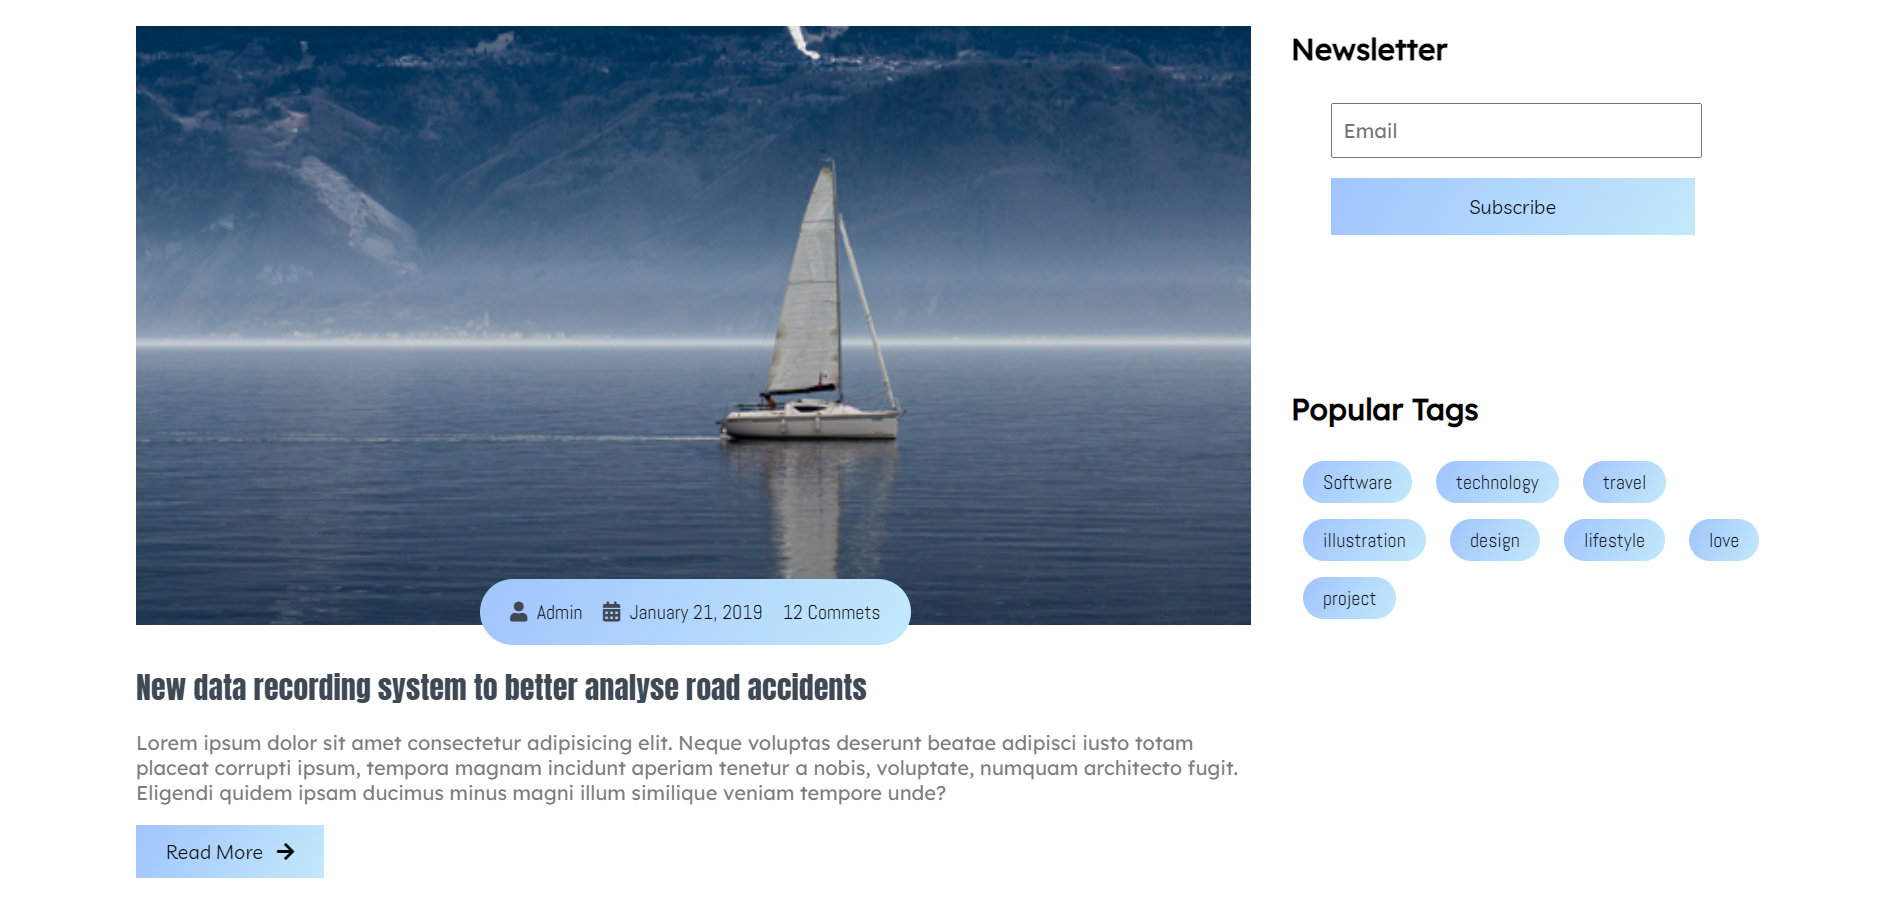 Newsletter
Email
Subscribe
Popular Tags
Software technology travel
illustration design lifestyle love
project
Admin January 21, 2019 12 Commets
New data recording system to better analyse road accidents
Lorem ipsum dolor sit amet consectetur adipisicing elit. Neque voluptas deserunt beatae adipisci iusto totam
placeat corrupti ipsum, tempora magnam incidunt aperiam tenetur a nobis, voluptate, numquam architecto fugit.
Eligendi quidem ipsam ducimus minus magni illum similique veniam tempore unde?
Read More